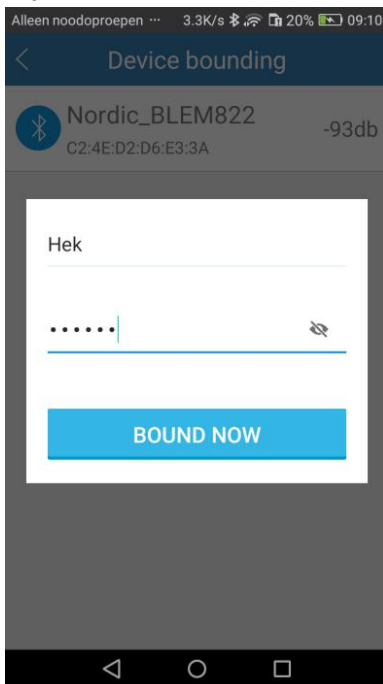 Alleen noodoproepen ··· 3.3K/s 20% 09:10
Device bounding
Nordic_BLEM822
-93db
C2:4E:D2:D6:E3:3A
Hek
••••••
BOUND NOW